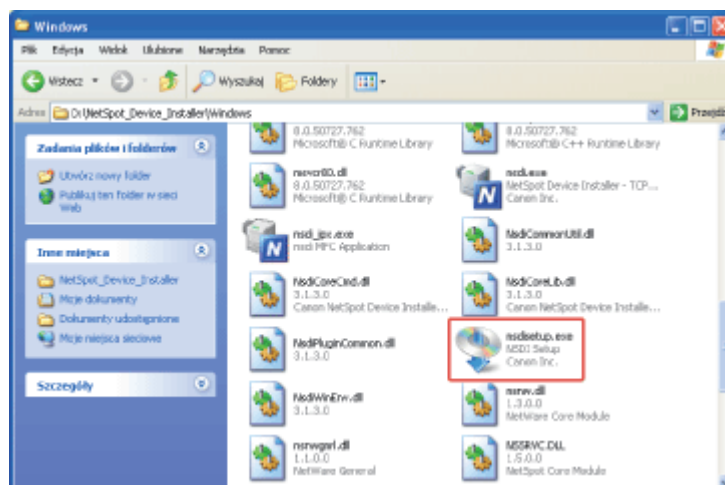 Windows
Plik Edycja Widok Ulubione Narzędzia Pomoc
Wstecz Wyszukaj Foldery
Adres D:\NetSpot_Device_Installer\Windows Przejdź
Zadania plików i folderów
Utwórz nowy folder
Publikuj ten folder w sieci
Web
Inne miejsca
NetSpot_Device_Installer
Moje dokumenty
Dokumenty udostępnione
Moje miejsca sieciowe
Szczegóły
8.0.50727.762
Microsoft® C Runtime Library
8.0.50727.762
Microsoft® C++ Runtime Library
msvcr80.dll
8.0.50727.762
Microsoft® C Runtime Library
nsdi.exe
NetSpot Device Installer - TCP...
Canon Inc.
nsdi_ipx.exe
nsdi MFC Application
NsdiCommonUtil.dll
3.1.3.0
NsdiCoreCmd.dll
3.1.3.0
Canon NetSpot Device Installe...
NsdiCoreLib.dll
3.1.3.0
Canon NetSpot Device Installe...
NsdiPluginCommon.dll
3.1.3.0
nsdisetup.exe
NSDI Setup
Canon Inc.
NsdiWinEnv.dll
3.1.3.0
nsnw.dll
1.3.0.0
NetWare Core Module
nsnwgnrl.dll
1.1.0.0
NetWare General
NSSRVC.DLL
1.5.0.0
NetSpot Core Module